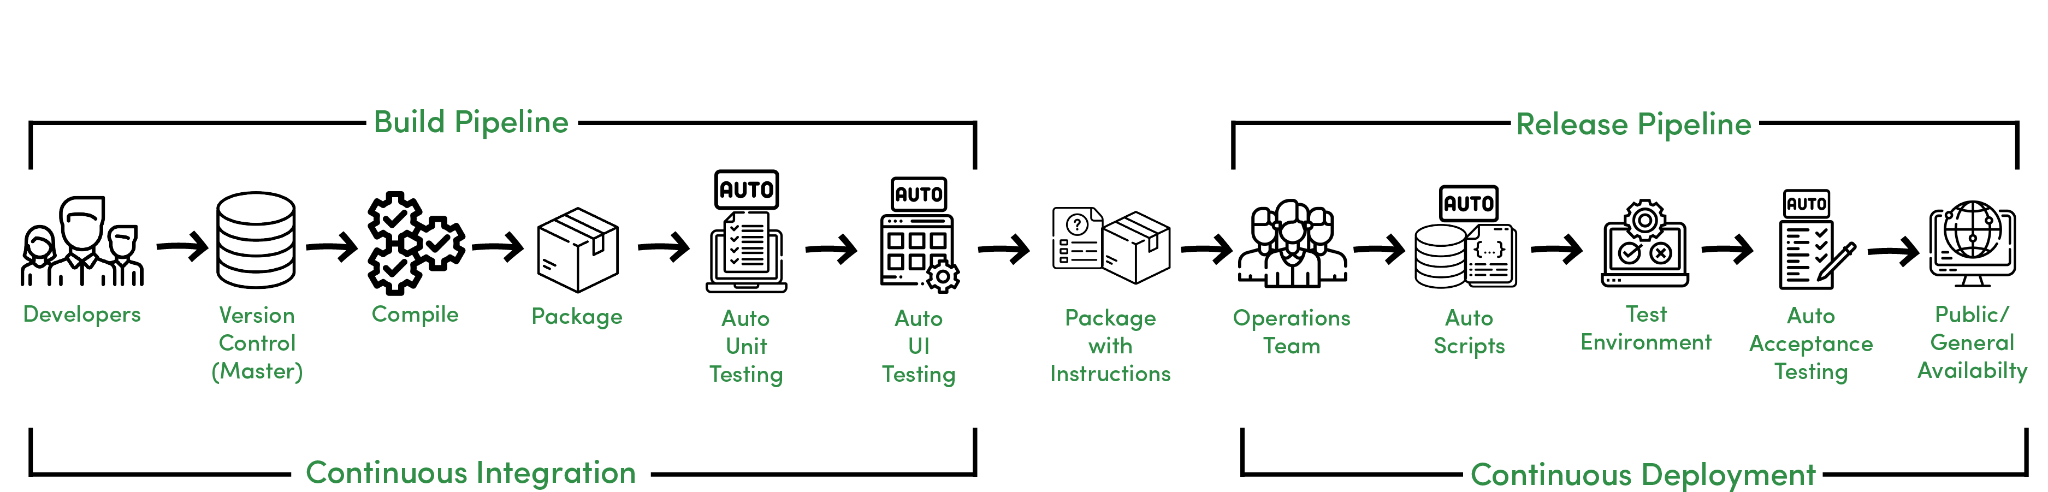 Build Pipeline
Release Pipeline
AUTO
AUTO
AUTO
AUTO
Developers
Version
Control
(Master)
Compile
Package
Auto
Unit
Testing
Auto
UI
Testing
Package
with
Instructions
Operations
Team
Auto
Scripts
Test
Environment
Auto
Acceptance
Testing
Public/
General
Availabilty
Continuous Integration
Continuous Deployment